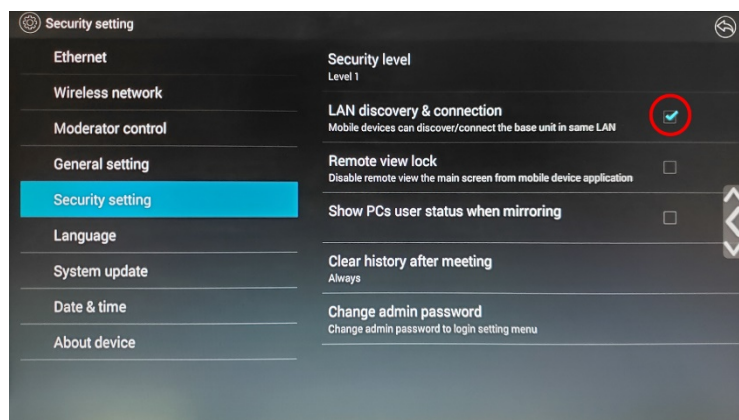 Security setting
Ethernet
Wireless network
Moderator control
General setting
Security setting
Language
System update
Date & time
About device
Security level
Level 1
LAN discovery & connection
Mobile devices can discover/connect the base unit in same LAN
Remote view lock
Disable remote view the main screen from mobile device application
Show PCs user status when mirroring
Clear history after meeting
Always
Change admin password
Change admin password to login setting menu